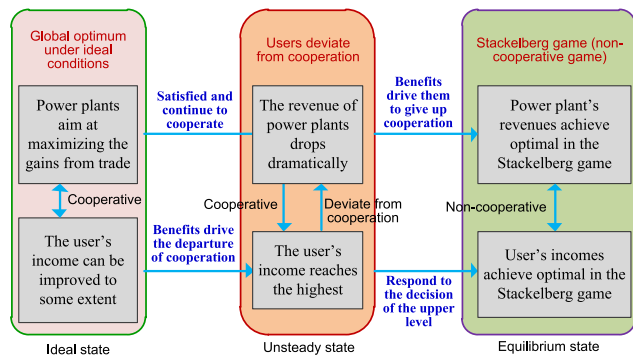 Global optimum
under ideal
conditions
Power plants
aim at
maximizing the
gains from trade
Cooperative
The user's
income can be
improved to
some extent
Ideal state
Satisfied and
continue to
cooperate
Benefits drive
the departure
of cooperation
Users deviate
from cooperation
The revenue of
power plants
drops
dramatically
Cooperative
Deviate from
cooperation
The user's
income reaches
the highest
Unsteady state
Benefits
drive them
to give up
cooperation
Respond to
the decision
of the upper
level
Stackelberg game (non-
cooperative game)
Power plant's
revenues achieve
optimal in the
Stackelberg game
Non-cooperative
User's incomes
achieve optimal in the
Stackelberg game
Equilibrium state